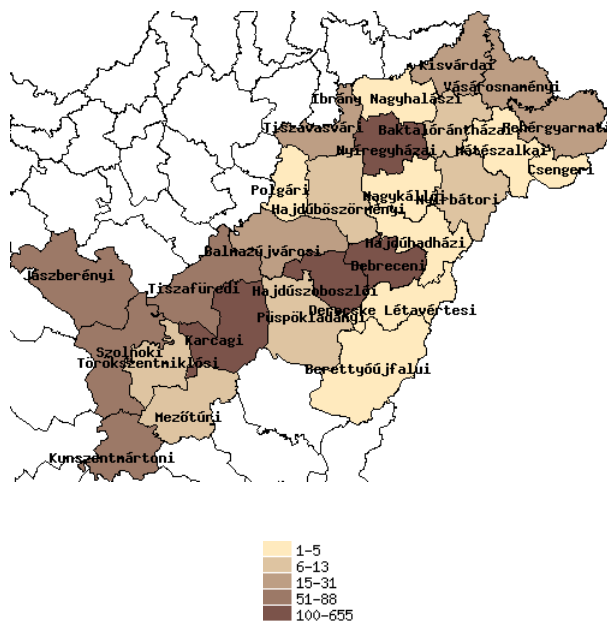 Kisvárdai
Vásárosnaményi
Ibrány Nagyhalászi
Tiszavasvári
Baktalórántházai
Fehérgyarmati
Nyíregyházai
Mátészalkai
Csengeri
Polgári
Nagykállói
Nyírbátori
Hajdúböszörményi
Hajdúhadházi
Balmazújvárosi
Debreceni
Jászberényi
Tiszafüredi
Hajdúszoboszlói
Derecske Létavértesi
Püspökladányi
Karcagi
Szolnoki
Törökszentmiklósi
Berettyóújfalui
Mezőtúri
Kunszentmártoni
1-5
6-13
15-31
51-88
100-655